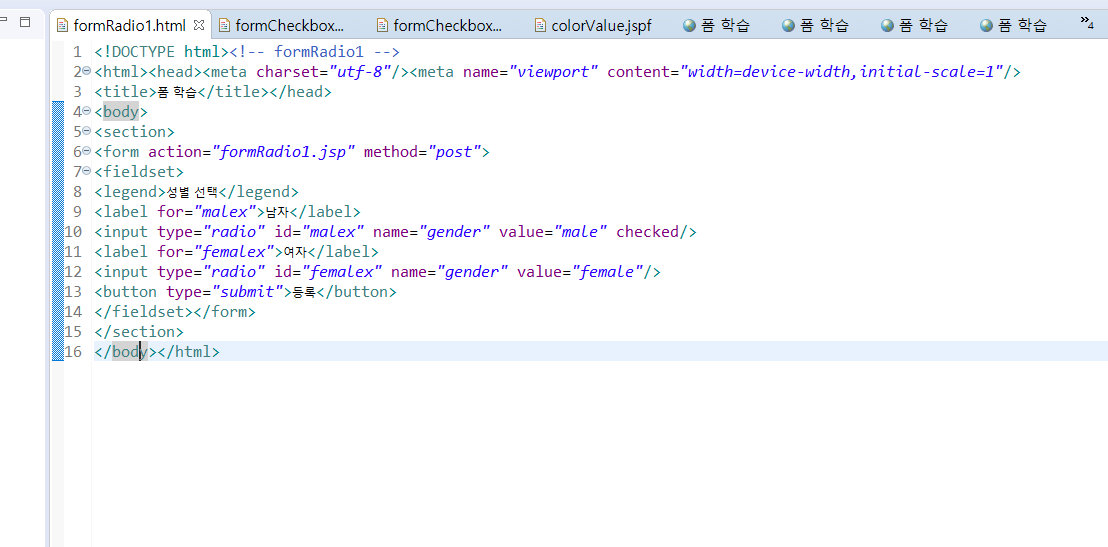 formRadio1.html formCheckbox... formCheckbox... colorValue.jspf 폼 학습 폼 학습 폼 학습 폼 학습 »4
1 <!DOCTYPE html><!-- formRadio1 -->
2 <html><head><meta charset="utf-8"/><meta name="viewport" content="width=device-width,initial-scale=1"/>
3 <title>폼 학습</title></head>
4 <body>
5 <section>
6 <form action="formRadio1.jsp" method="post">
7 <fieldset>
8 <legend>성별 선택</legend>
9 <label for="malex">남자</label>
10 <input type="radio" id="malex" name="gender" value="male" checked/>
11 <label for="femalex">여자</label>
12 <input type="radio" id="femalex" name="gender" value="female"/>
13 <button type="submit">등록</button>
14 </fieldset></form>
15 </section>
16 </body></html>